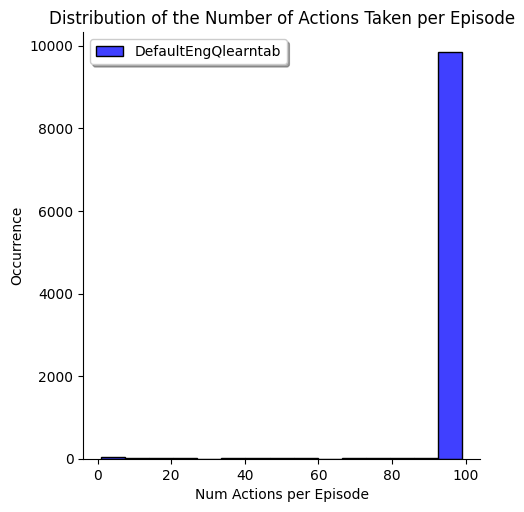 Distribution of the Number of Actions Taken per Episode
DefaultEngQlearntab
10000
8000
6000
4000
2000
0
Occurrence
0 20 40 60 80 100
Num Actions per Episode